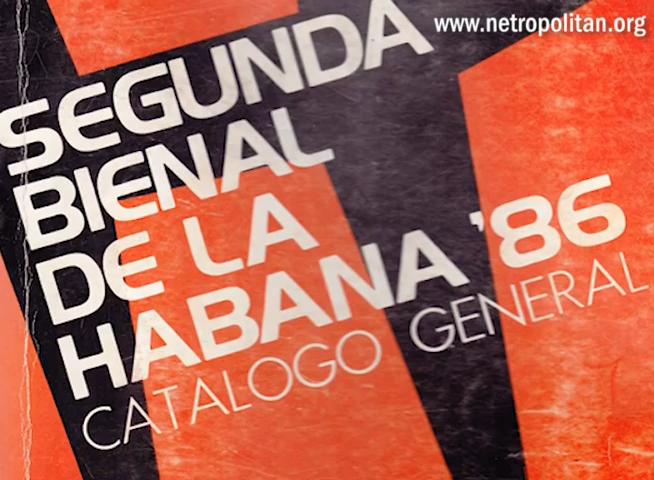 www.netropolitan.org
SEGUNDA
BIENAL
DE LA
HABANA '86
CATALOGO GENERAL